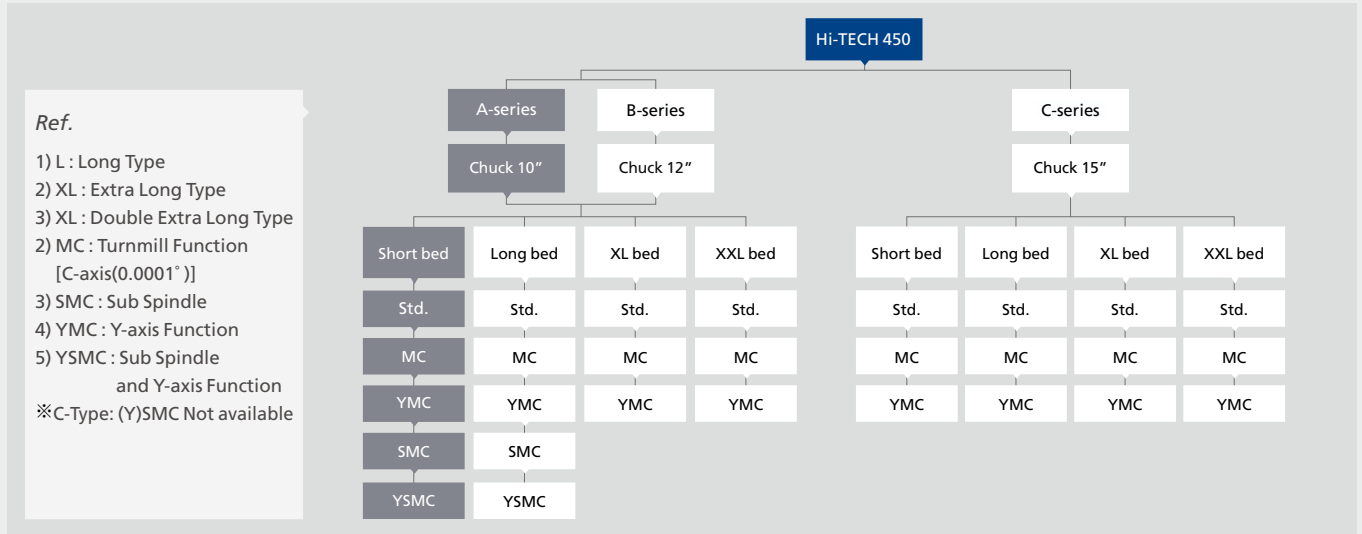 Hi-TECH 450
Ref.
1) L : Long Type
2) XL : Extra Long Type
3) XL : Double Extra Long Type
2) MC : Turnmill Function
[C-axis(0.0001˚)]
3) SMC : Sub Spindle
4) YMC : Y-axis Function
5) YSMC : Sub Spindle
and Y-axis Function
※C-Type: (Y)SMC Not available
A-series B-series C-series
Chuck 10″ Chuck 12″ Chuck 15″
Short bed Long bed XL bed XXL bed Short bed Long bed XL bed XXL bed
Std. Std. Std. Std. Std. Std. Std. Std.
MC MC MC MC MC MC MC MC
YMC YMC YMC YMC YMC YMC YMC YMC
SMC SMC
YSMC YSMC